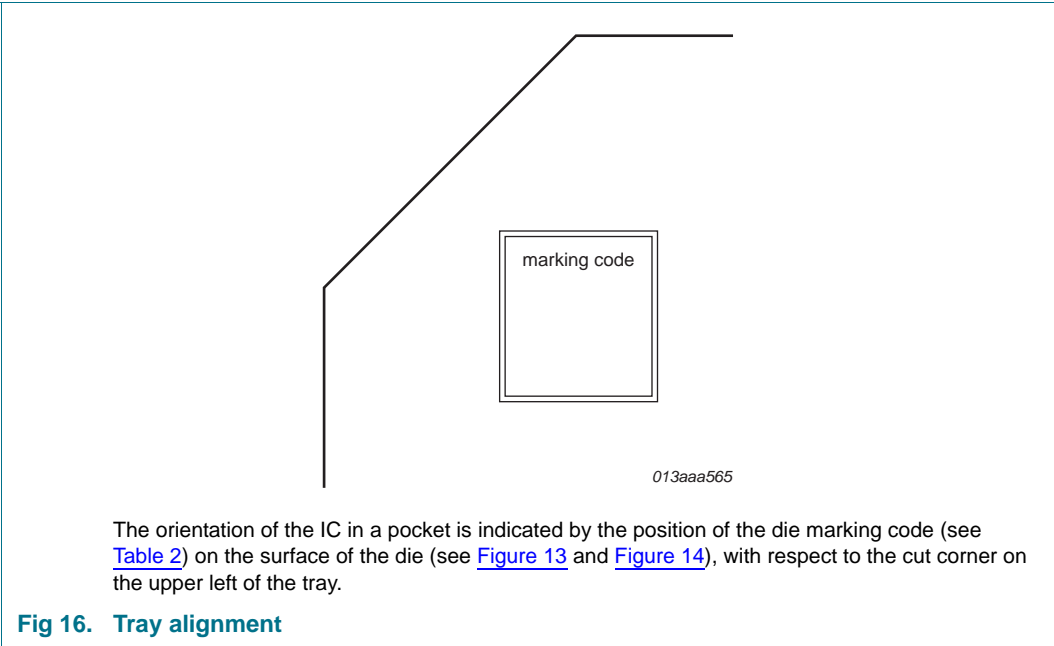 marking code
013aaa565
The orientation of the IC in a pocket is indicated by the position of the die marking code (see
Table 2) on the surface of the die (see Figure 13 and Figure 14), with respect to the cut corner on
the upper left of the tray.
Fig 16. Tray alignment